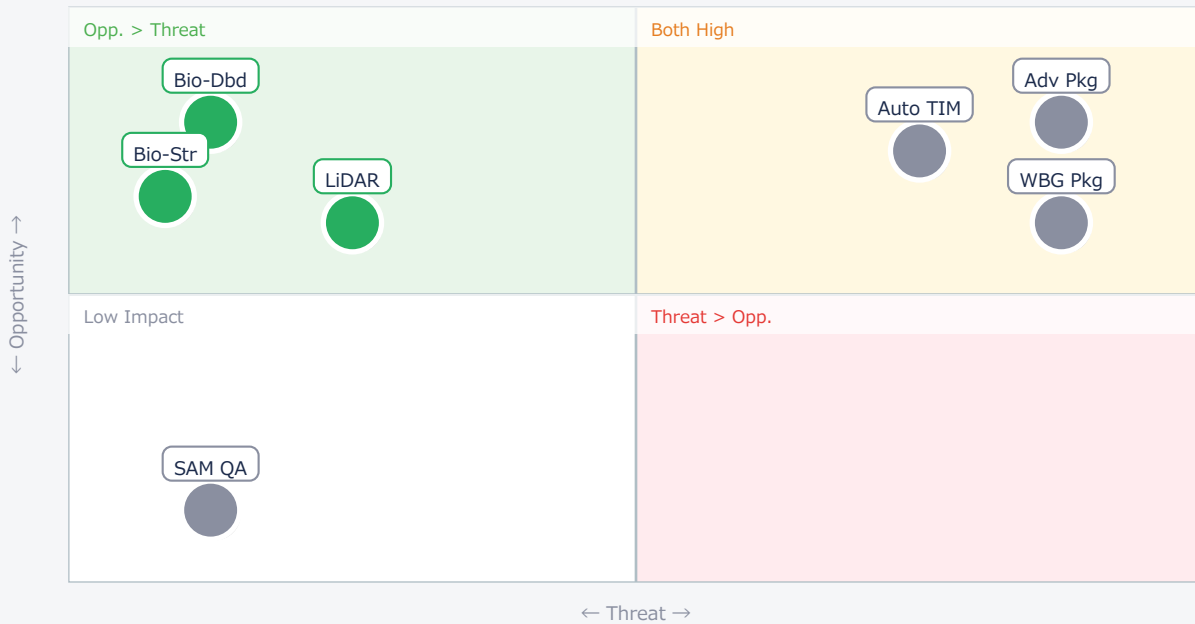 Opp. > Threat
Both High
Bio-Dbd
Adv Pkg
Auto TIM
Bio-Str
LiDAR
WBG Pkg
← Opportunity →
Low Impact
Threat > Opp.
SAM QA
← Threat →